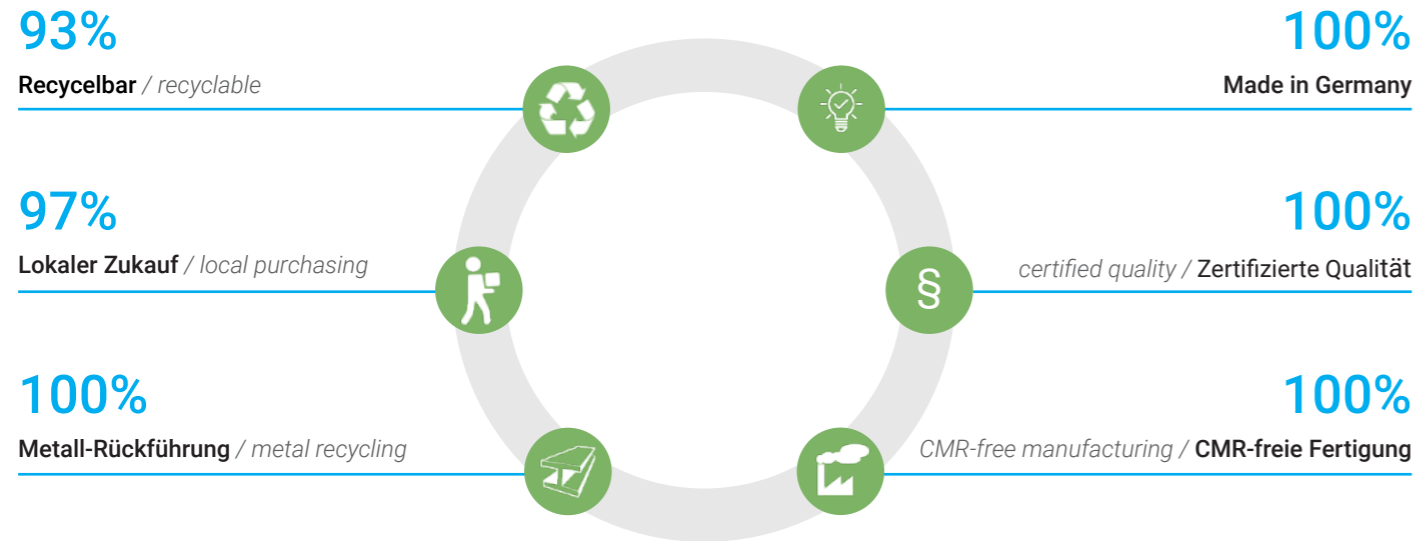 93%
Recycelbar / recyclable
97%
Lokaler Zukauf / local purchasing
100%
Metall-Rückführung / metal recycling
100%
Made in Germany
100%
certified quality / Zertifizierte Qualität
§
100%
CMR-free manufacturing / CMR-freie Fertigung